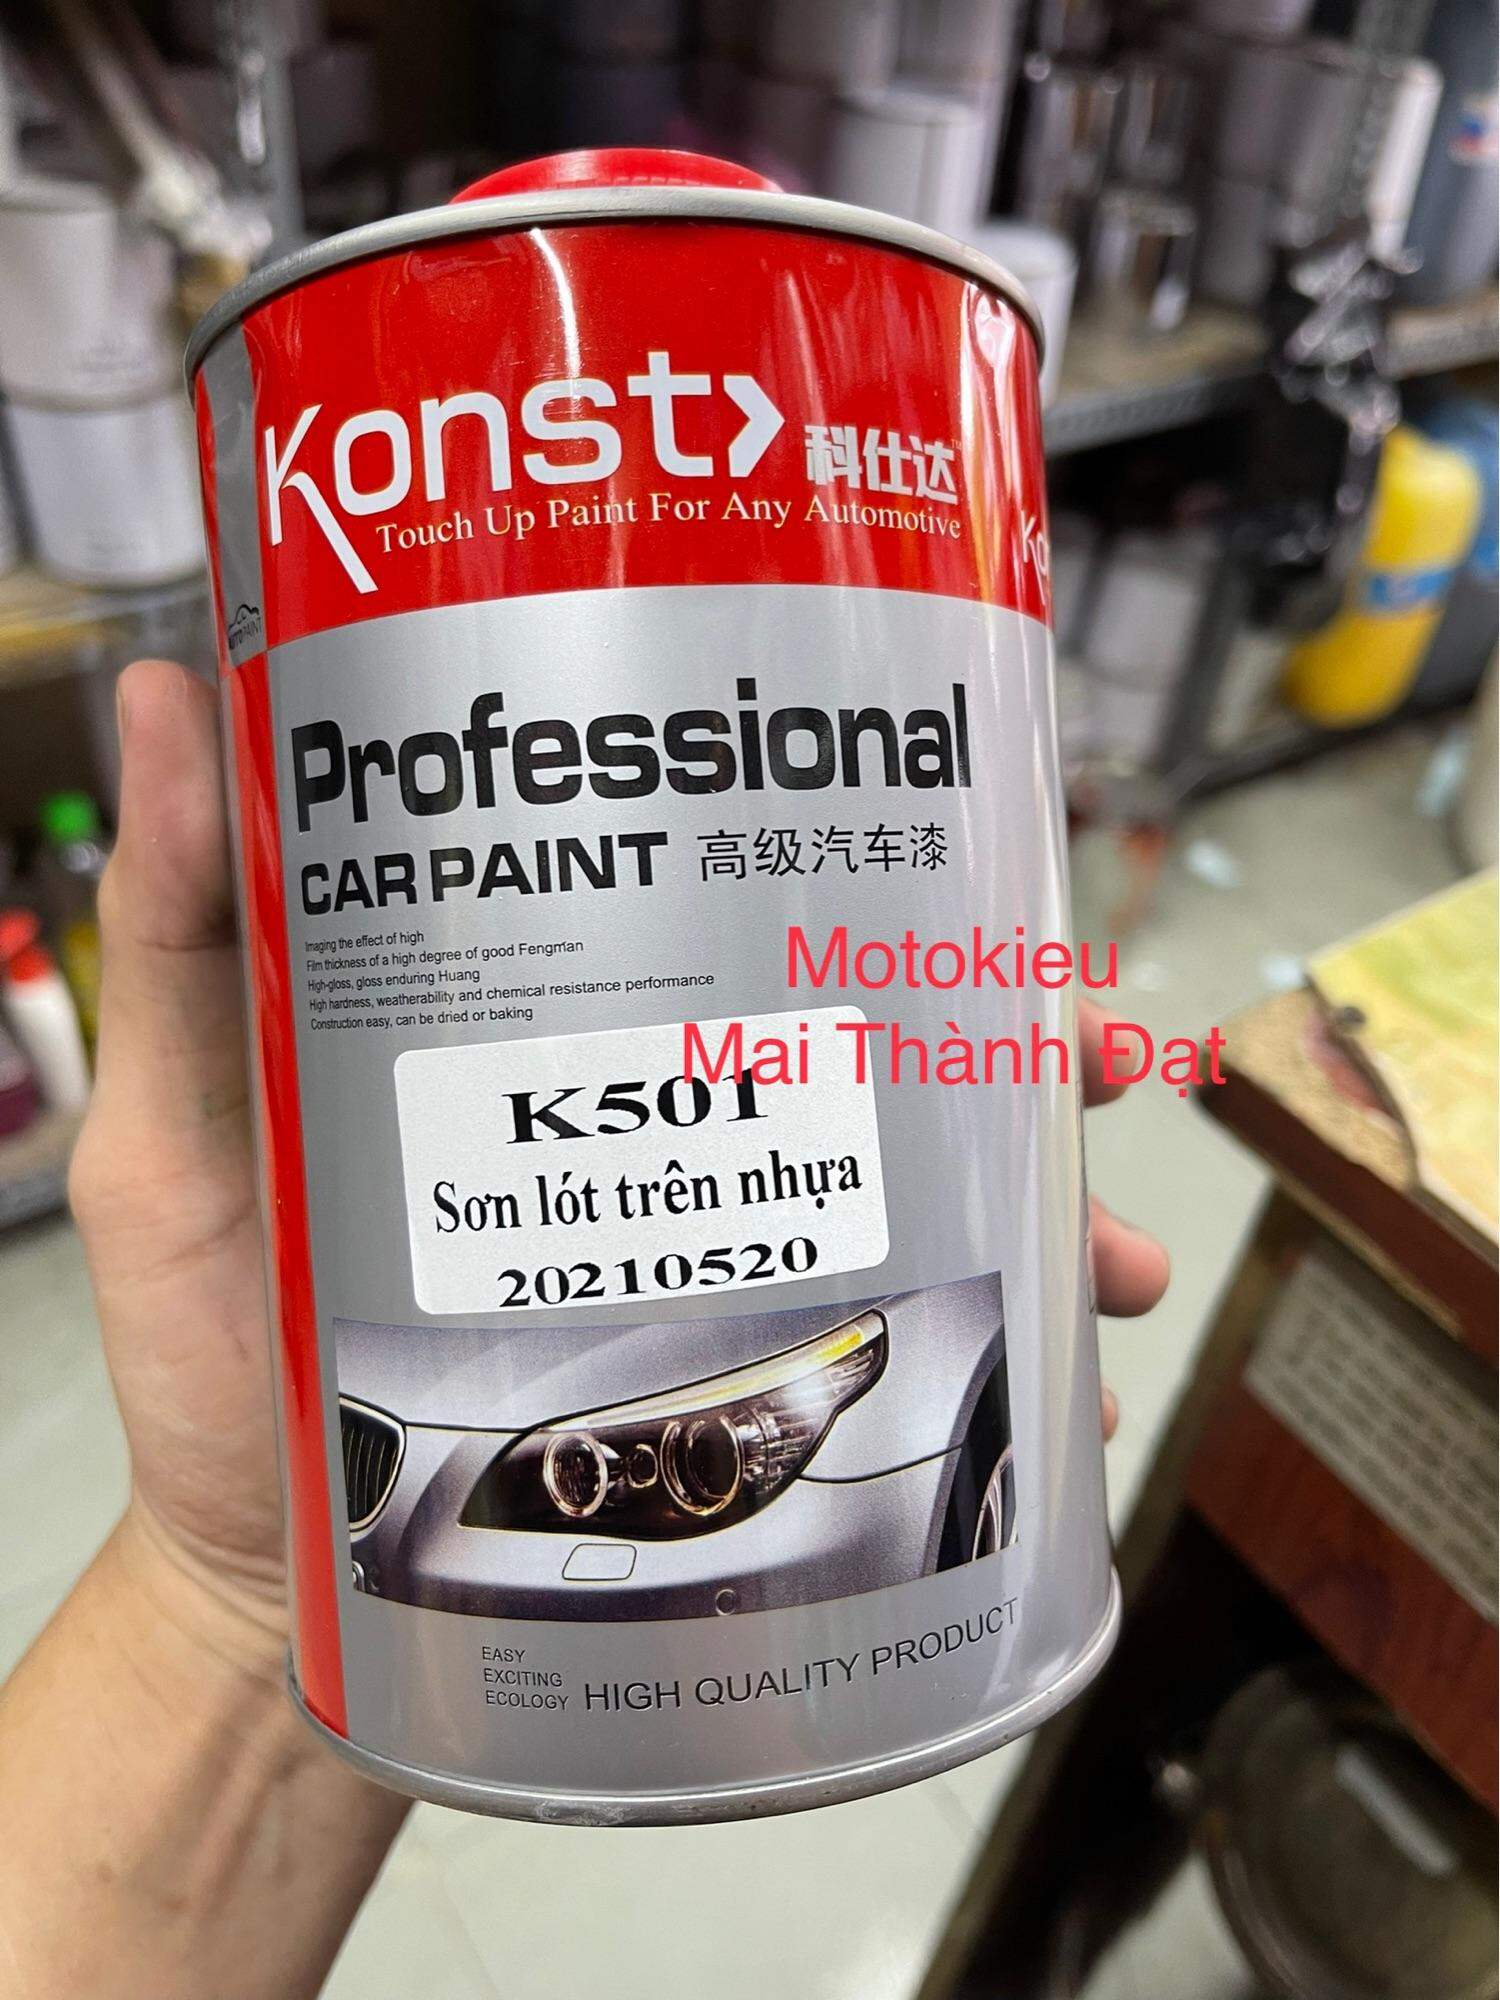 Konst
科仕达
TM
Touch Up Paint For Any Automotive
AUTOPAINT
Professional
CAR PAINT 高级汽车漆
Imaging the effect of high
Film thickness of a high degree of good Fengman
High-gloss, gloss enduring Huang
High hardness, weatherability and chemical resistance performance
Construction easy, can be dried or baking
Motokieu
Mai Thành Đạt
K501
Sơn lót trên nhựa
20210520
EASY
EXCITING
ECOLOGY
HIGH QUALITY PRODUCT